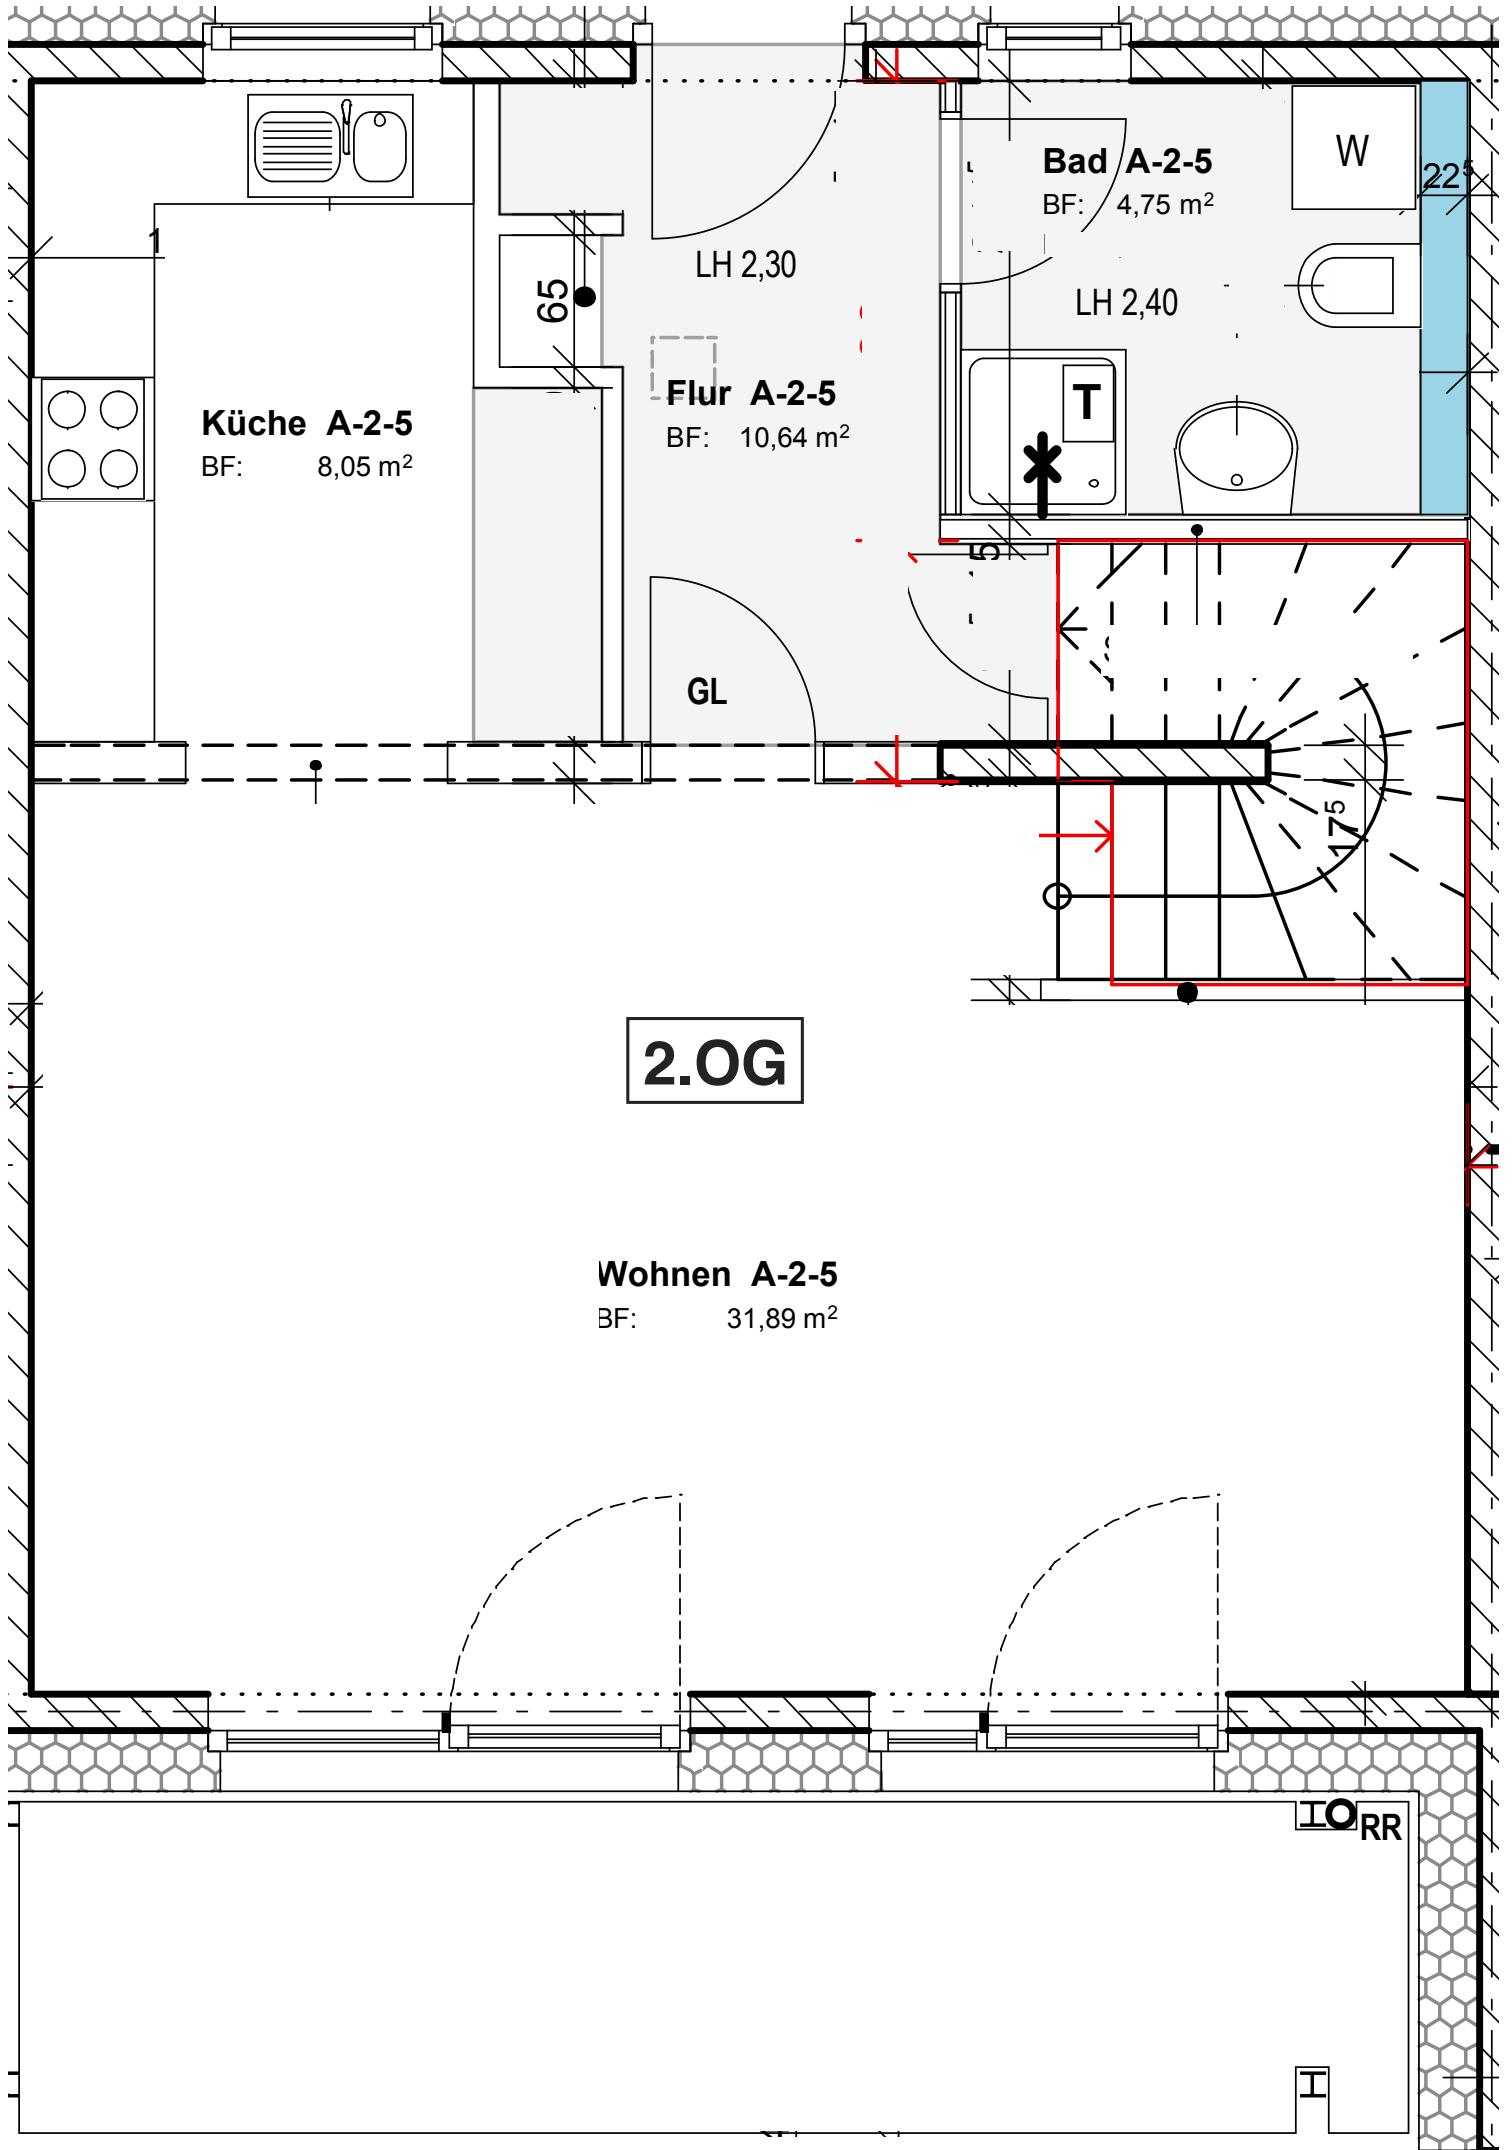 Bad A-2-5
BF: 4,75 m²
W
22⁵
1
LH 2,30
65
LH 2,40
Flur A-2-5
BF: 10,64 m²
T
Küche A-2-5
BF: 8,05 m²
5
GL
17⁵
2.OG
Wohnen A-2-5
BF: 31,89 m²
RR